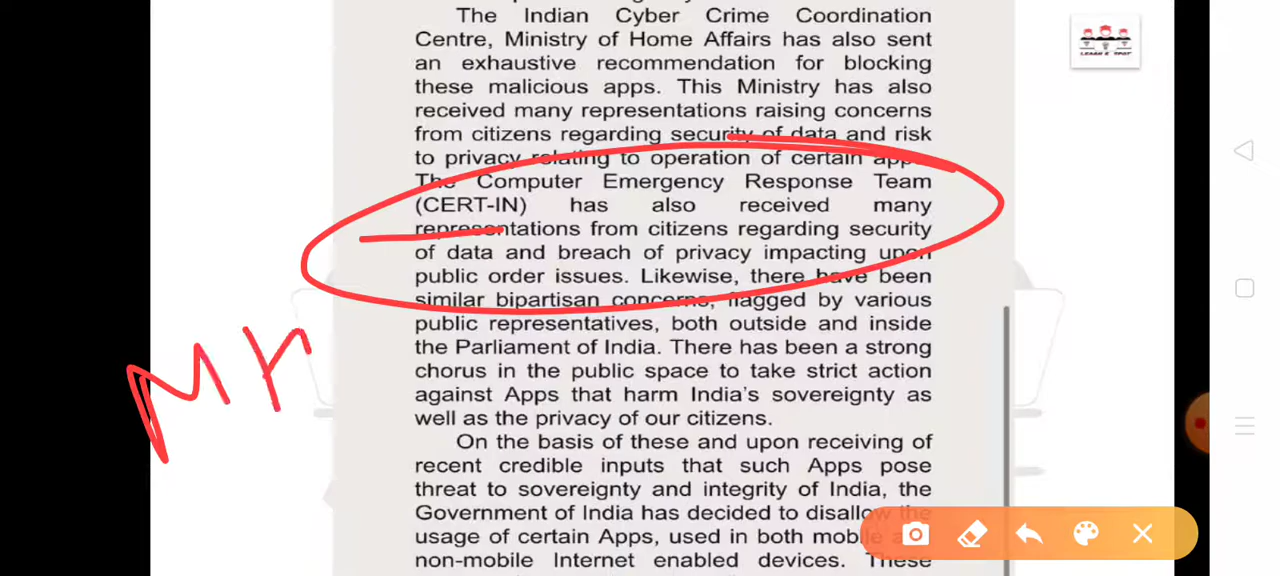 The Indian Cyber Crime Coordination
Centre, Ministry of Home Affairs has also sent
an exhaustive recommendation for blocking
these malicious apps. This Ministry has also
received many representations raising concerns
from citizens regarding security of data and risk
to privacy relating to operation of certain apps.
The Computer Emergency Response Team
(CERT-IN) has also received many
representations from citizens regarding security
of data and breach of privacy impacting upon
public order issues. Likewise, there have been
similar bipartisan concerns, flagged by various
public representatives, both outside and inside
the Parliament of India. There has been a strong
chorus in the public space to take strict action
against Apps that harm India's sovereignty as
well as the privacy of our citizens.
On the basis of these and upon receiving of
recent credible inputs that such Apps pose
threat to sovereignty and integrity of India, the
Government of India has decided to disallow the
usage of certain Apps, used in both mobile
non-mobile Internet enabled devices. These